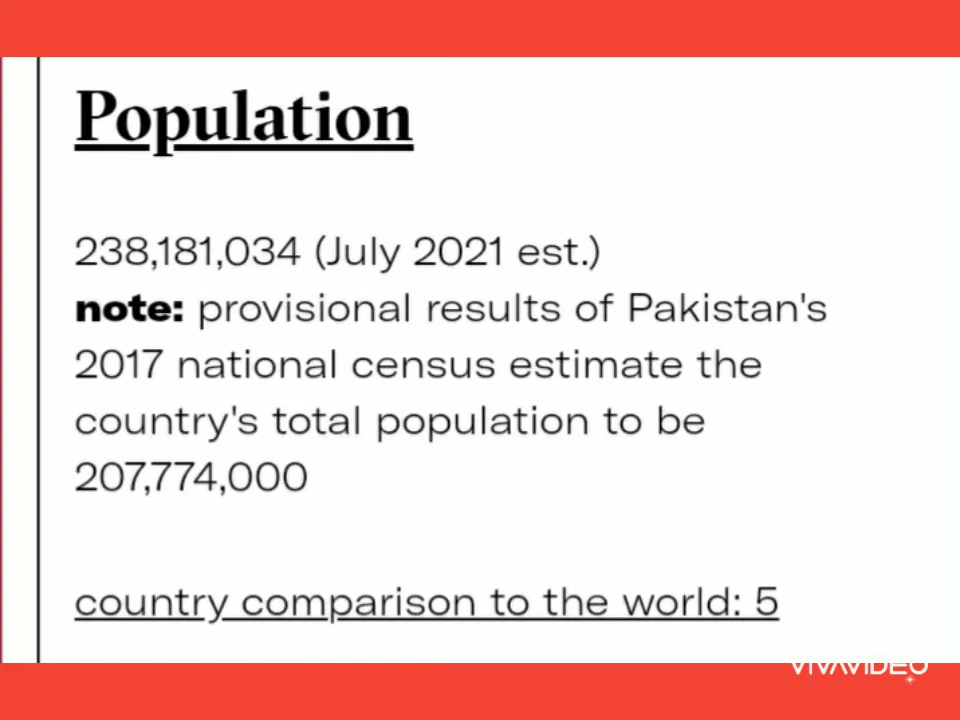 Population
238,181,034 (July 2021 est.)
note: provisional results of Pakistan's
2017 national census estimate the
country's total population to be
207,774,000
country comparison to the world: 5
VIVAVIDEO